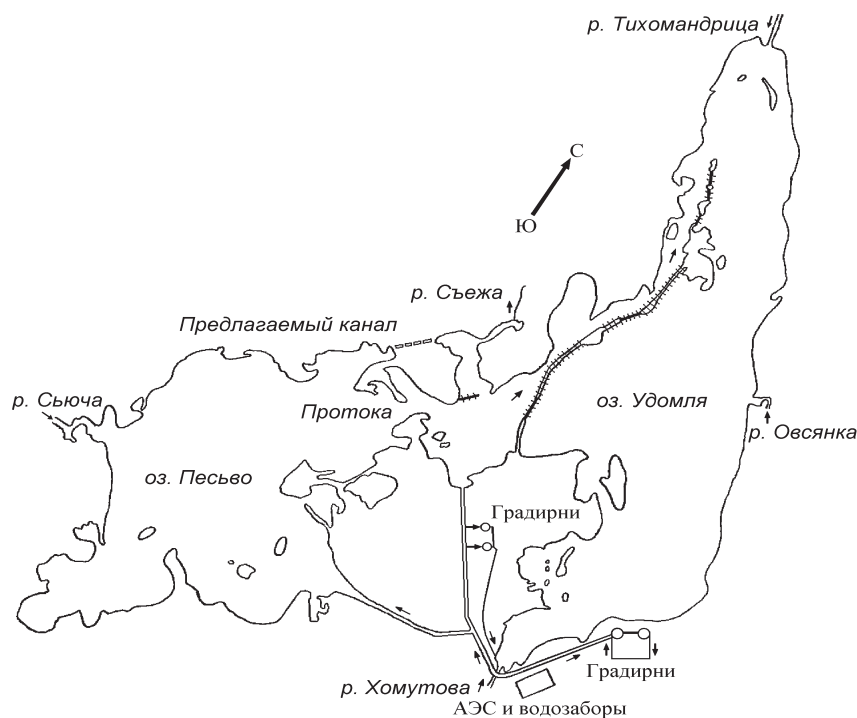 р. Тихомандрица
С
Ю
р. Съежа
Предлагаемый канал
р. Сьюча
Протока
оз. Удомля
р. Овсянка
оз. Песьво
Градирни
Градирни
р. Хомутова
АЭС и водозаборы